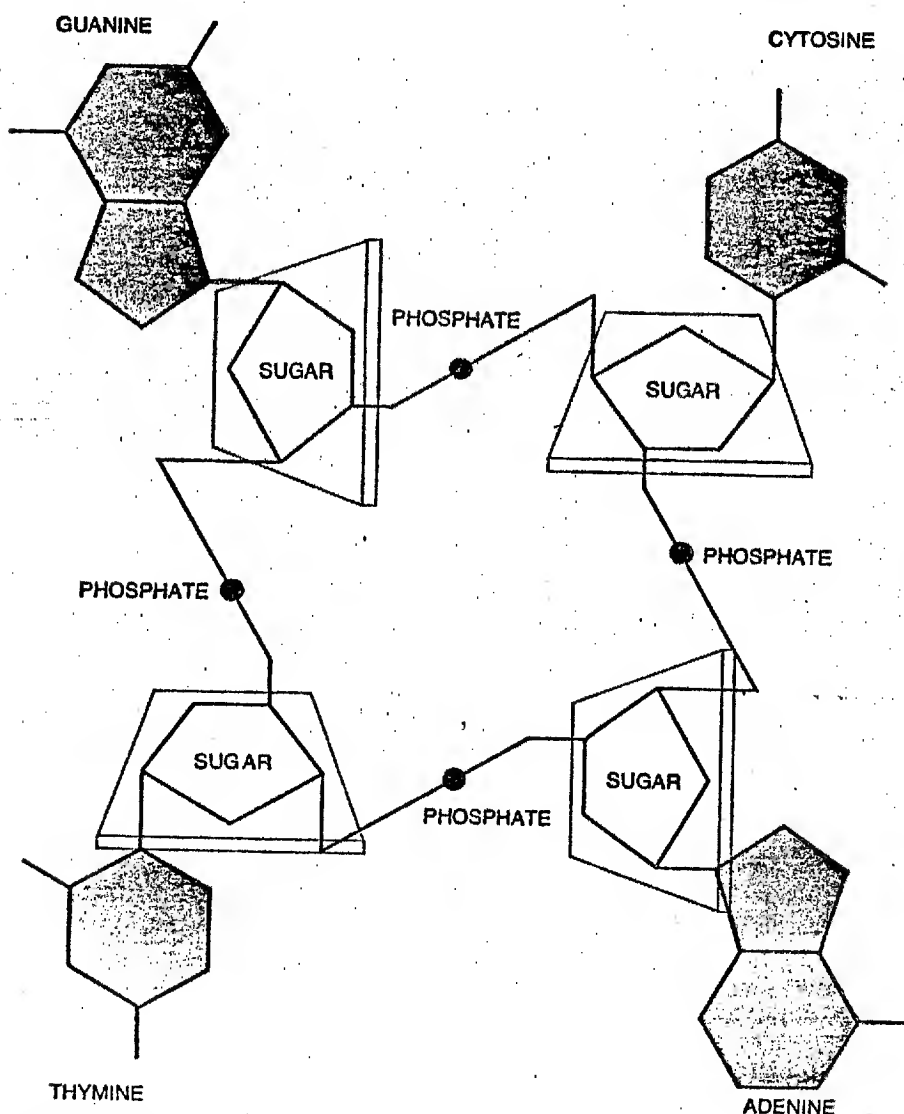 GUANINE
CYTOSINE
PHOSPHATE
SUGAR
SUGAR
PHOSPHATE
PHOSPHATE
SUGAR
SUGAR
PHOSPHATE
THYMINE
ADENINE